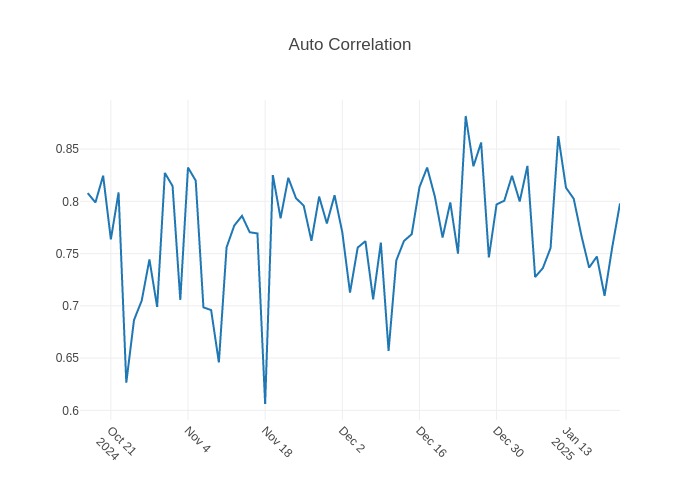 Auto Correlation
0.85
0.8
0.75
0.7
0.65
0.6
Oct 21
2024
Nov 4
Nov 18
Dec 2
Dec 16
Dec 30
Jan 13
2025